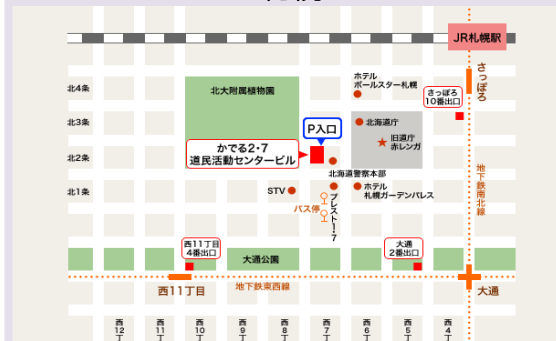 JR札幌駅
さっぽろ
北4条
北大附属植物園
ホテル
ポールスター札幌
さっぽろ
10番出口
北3条
P入口
北海道庁
旧道庁
赤レンガ
かでる2・7
道民活動センタービル
北2条
北海道警察本部
地下鉄南北線
北1条
STV
バス停
プレスト1・7
ホテル
札幌ガーデンパレス
西11丁目
4番出口
大通公園
大通
2番出口
西11丁目
地下鉄東西線
大通
西12丁目
西11丁目
西10丁目
西9丁目
西8丁目
西7丁目
西6丁目
西5丁目
西4丁目